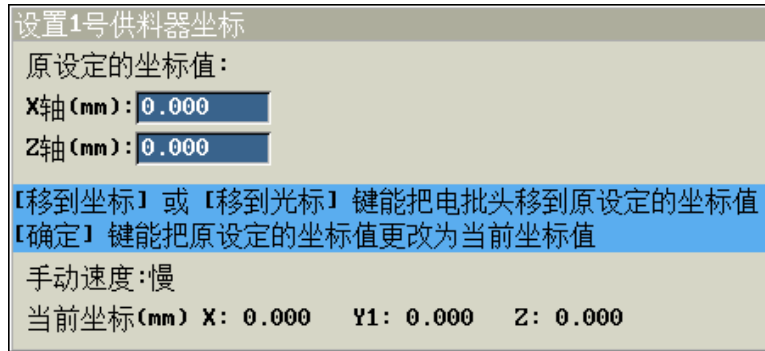 设置1号供料器坐标
原设定的坐标值:
X轴(mm):0.000
Z轴(mm):0.000
[移到坐标] 或 [移到光标] 键能把电批头移到原设定的坐标值
[确定] 键能把原设定的坐标值更改为当前坐标值
手动速度:慢
当前坐标(mm) X: 0.000 Y1: 0.000 Z: 0.000